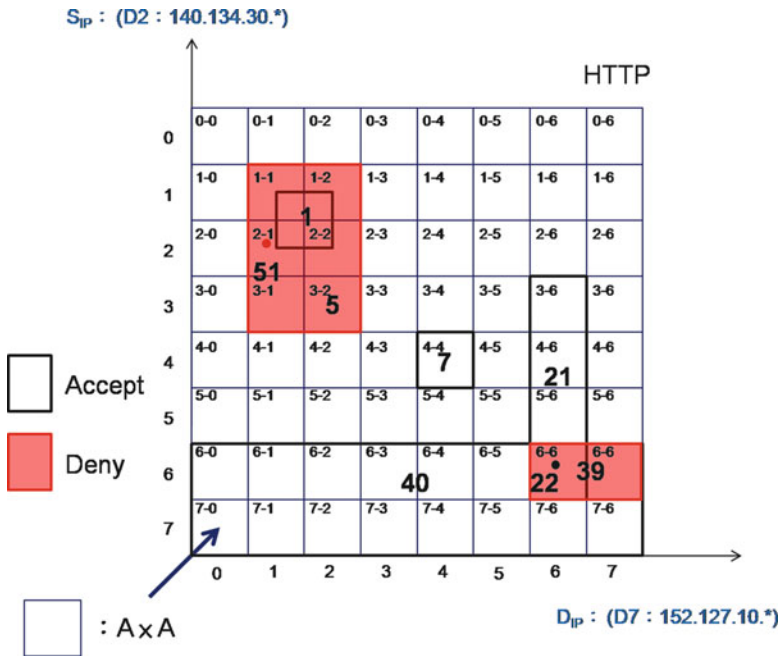 S_IP : (D2 : 140.134.30.*)
HTTP
0 0-0 0-1 0-2 0-3 0-4 0-5 0-6 0-6
1 1-0 1-1 1-2 1-3 1-4 1-5 1-6 1-6
1
2 2-0 2-1 2-2 2-3 2-4 2-5 2-6 2-6
51
3 3-0 3-1 3-2 3-3 3-4 3-5 3-6 3-6
5
4 4-0 4-1 4-2 4-3 4-4 4-5 4-6 4-6
7 21
Accept
5 5-0 5-1 5-2 5-3 5-4 5-5 5-6 5-6
Deny
6 6-0 6-1 6-2 6-3 6-4 6-5 6-6 6-6
40 22 39
7 7-0 7-1 7-2 7-3 7-4 7-5 7-6 7-6
0 1 2 3 4 5 6 7
: AxA
D_IP : (D7 : 152.127.10.*)